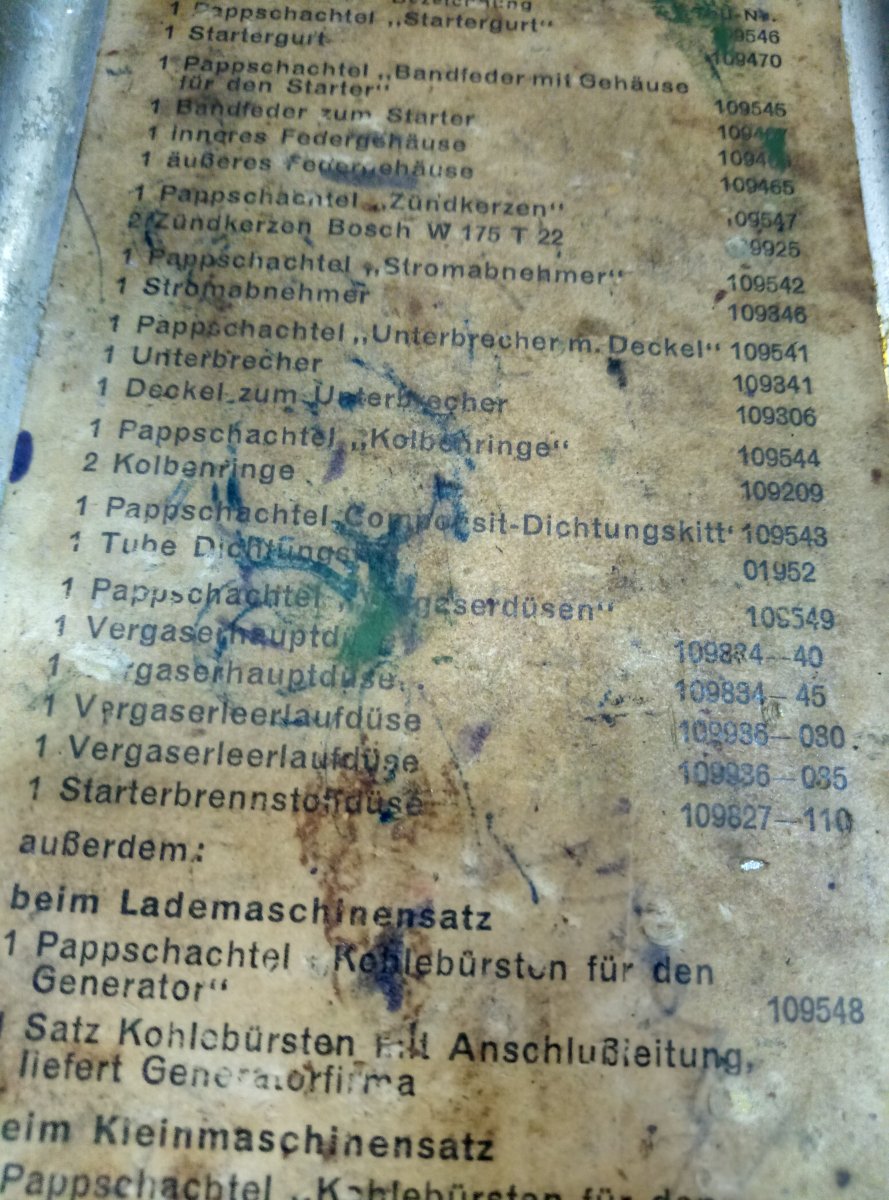 1 Pappschachtel „Startergurt“ 109546
1 Startergurt 109470
1 Pappschachtel „Bandfeder mit Gehäuse
für den Starter“ 109545
1 Bandfeder zum Starter
1 inneres Federgehäuse
1 äußeres Federgehäuse 109465
1 Pappschachtel „Zündkerzen“ 109547
2 Zündkerzen Bosch W 175 T 22 9925
1 Pappschachtel „Stromabnehmer“ 109542
1 Stromabnehmer 109346
1 Pappschachtel „Unterbrecher m. Deckel“ 109541
1 Unterbrecher 109341
1 Deckel zum Unterbrecher 109306
1 Pappschachtel „Kolbenringe“ 109544
2 Kolbenringe 109209
1 Pappschachtel Composit-Dichtungskitt‘ 109543
1 Tube 01952
1 Pappschachtel „Vergaserdüsen“ 109549
1 Vergaserhauptdüse 109834—40
1 Vergaserhauptdüse 109834—45
1 Vergaserleerlaufdüse 109936—030
1 Vergaserleerlaufdüse 109936—035
1 Starterbrennstoffdüse 109827—110
außerdem:
beim Lademaschinensatz
1 Pappschachtel „Kohlebürsten für den
Generator“ 109548
1 Satz Kohlebürsten mit Anschlußleitung,
liefert Generatorfirma
eim Kleinmaschinensatz
Pappschachtel „Kohlebürsten für den